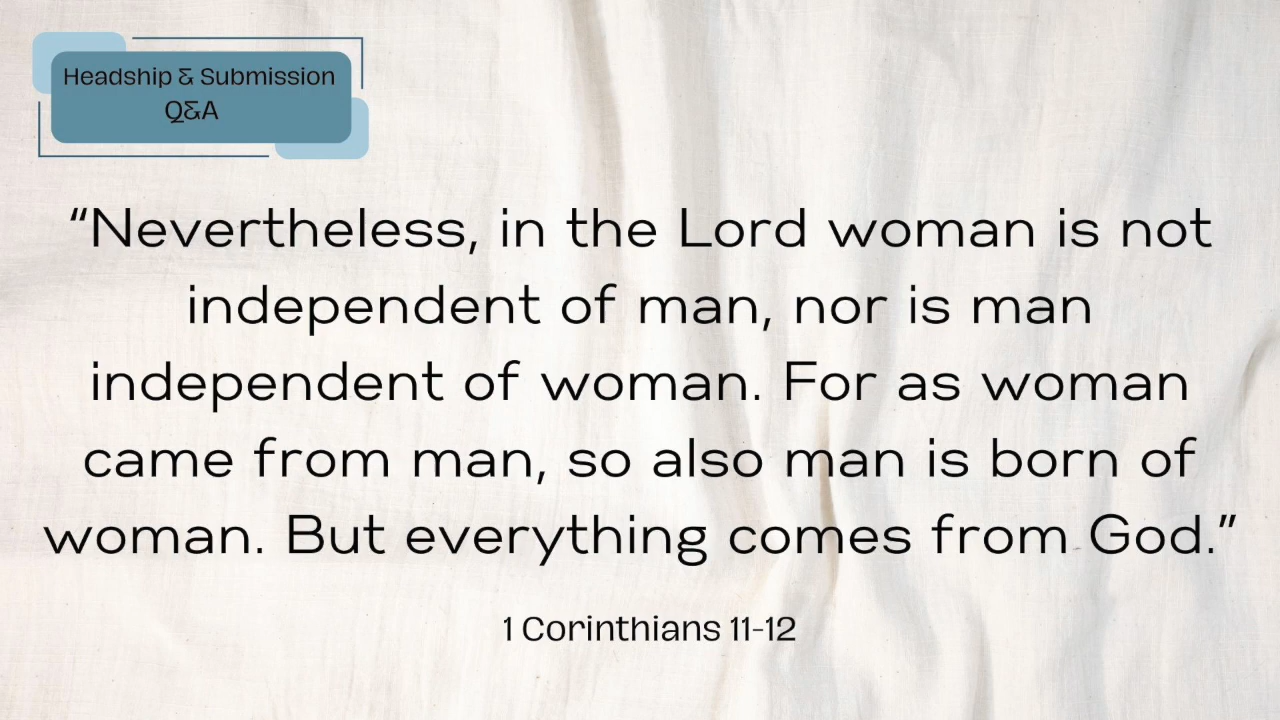 Headship & Submission
Q&A
“Nevertheless, in the Lord woman is not
independent of man, nor is man
independent of woman. For as woman
came from man, so also man is born of
woman. But everything comes from God.”
1 Corinthians 11-12